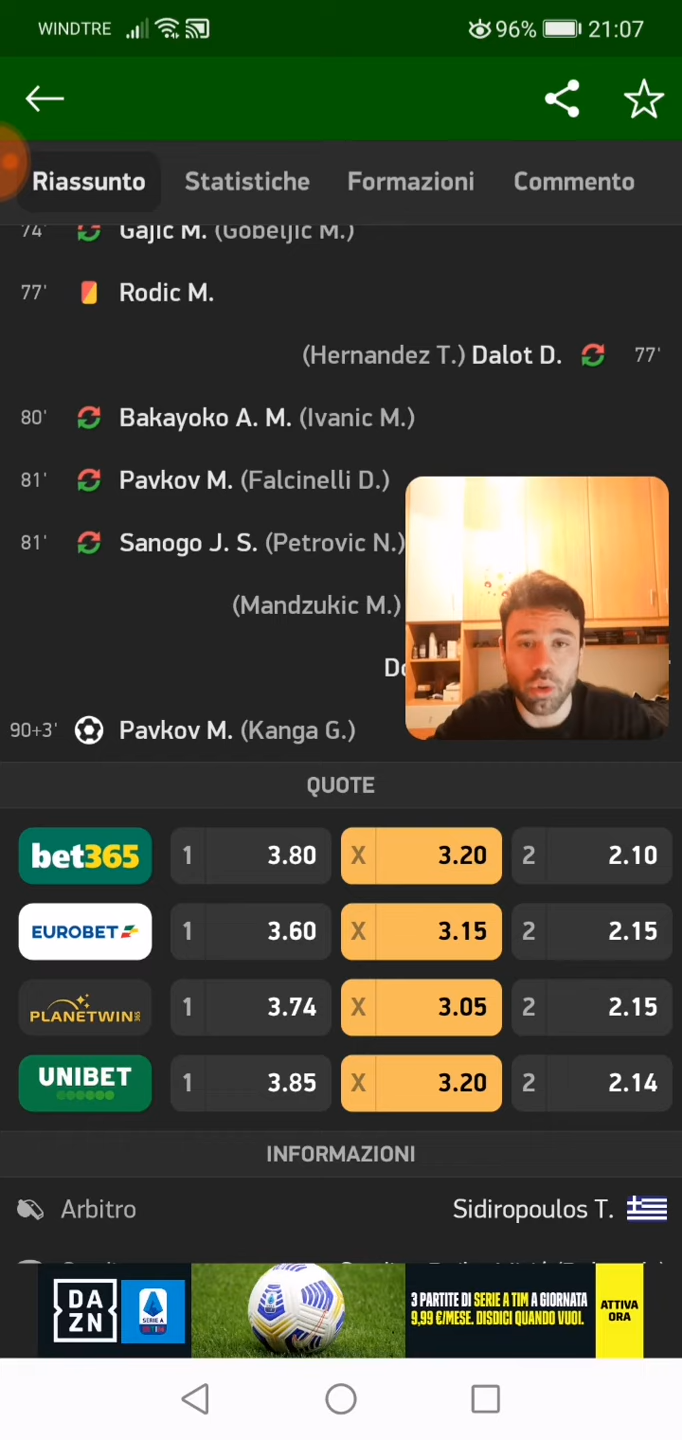 WINDTRE 96% 21:07
Riassunto Statistiche Formazioni Commento
74' Gajic M. (Gobeljic M.)
77' Rodic M.
(Hernandez T.) Dalot D. 77'
80' Bakayoko A. M. (Ivanic M.)
81' Pavkov M. (Falcinelli D.)
81' Sanogo J. S. (Petrovic N.)
(Mandzukic M.)
90+3' Pavkov M. (Kanga G.)
QUOTE
bet365 1 3.80 X 3.20 2 2.10
EUROBET 1 3.60 X 3.15 2 2.15
PLANETWIN365 1 3.74 X 3.05 2 2.15
UNIBET 1 3.85 X 3.20 2 2.14
INFORMAZIONI
Arbitro Sidiropoulos T.
DAZN SERIE A TIM
3 PARTITE DI SERIE A TIM A GIORNATA
9,99 €/MESE. DISDICI QUANDO VUOI.
ATTIVA ORA